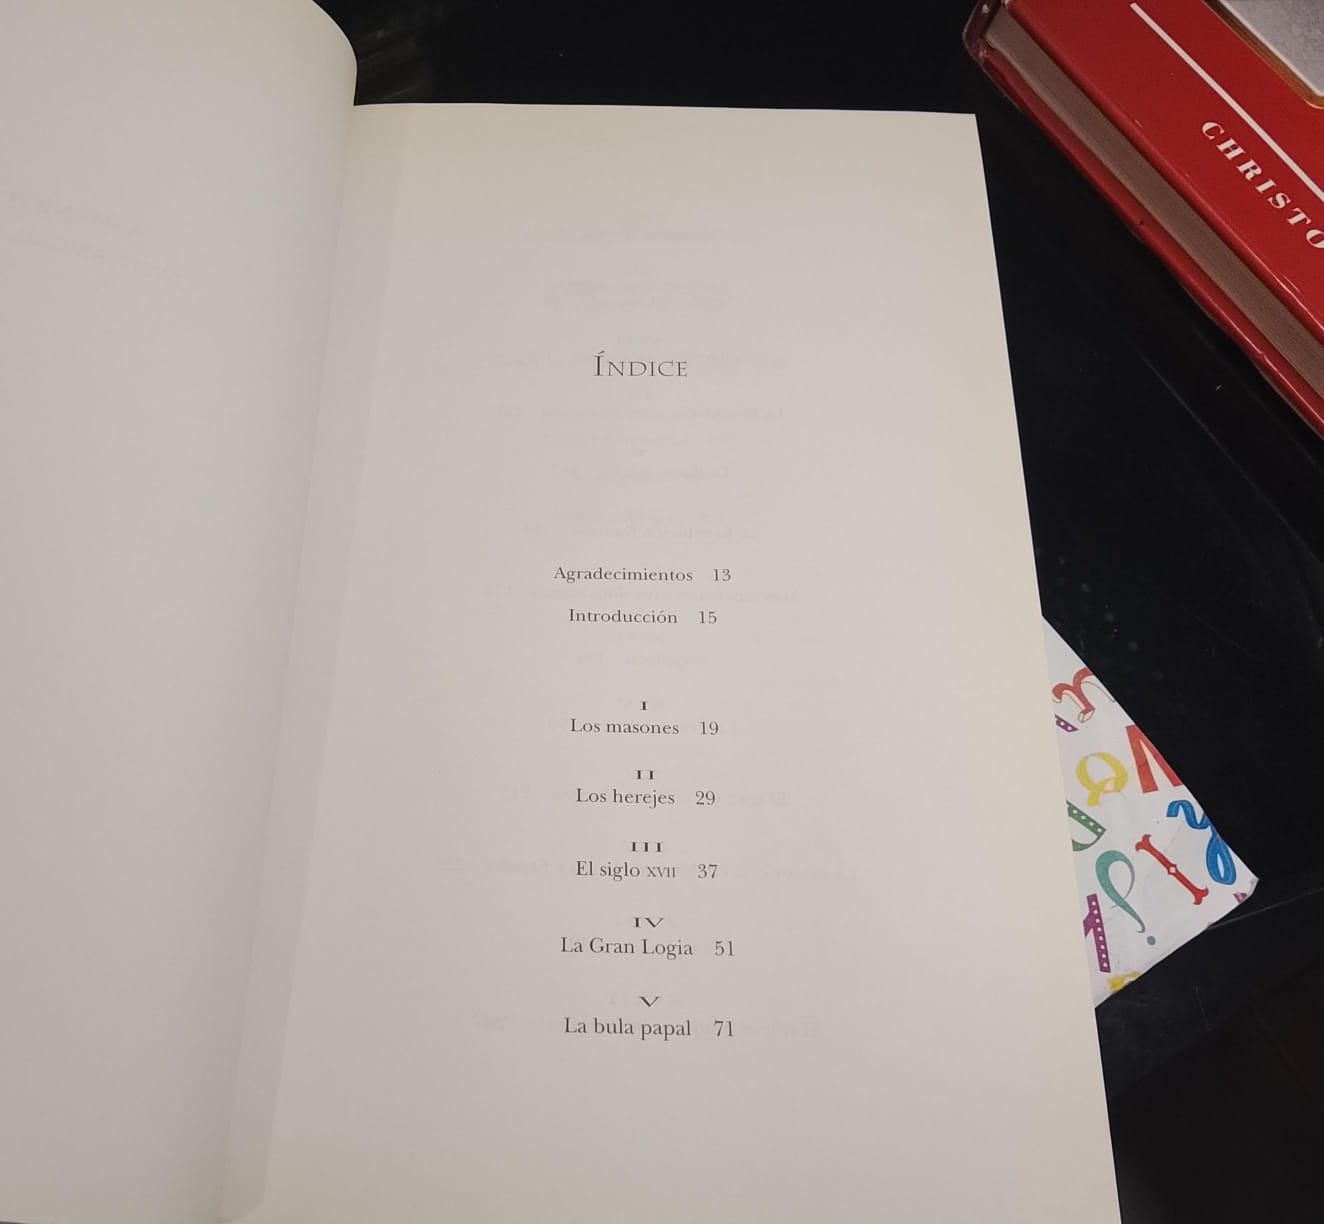 ÍNDICE
Agradecimientos 13
Introducción 15
I
Los masones 19
II
Los herejes 29
III
El siglo XVII 37
IV
La Gran Logia 51
V
La bula papal 71
CHRISTO